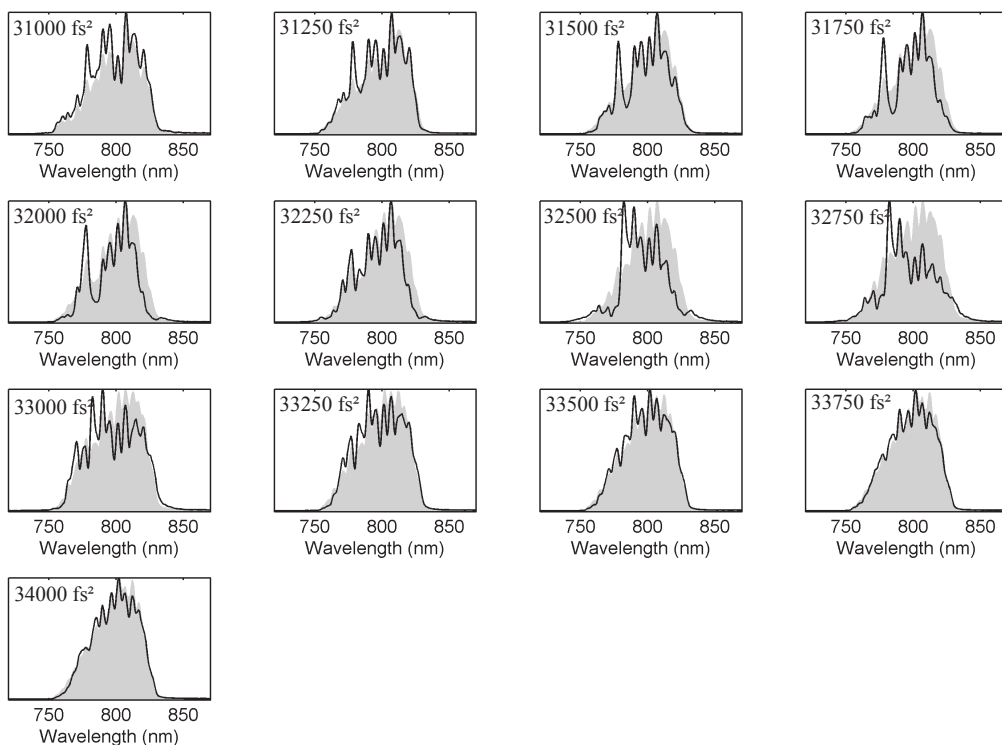 31000 fs²
31250 fs²
31500 fs²
31750 fs²
750 800 850
750 800 850
750 800 850
750 800 850
Wavelength (nm)
Wavelength (nm)
Wavelength (nm)
Wavelength (nm)
32000 fs²
32250 fs²
32500 fs²
32750 fs²
750 800 850
750 800 850
750 800 850
750 800 850
Wavelength (nm)
Wavelength (nm)
Wavelength (nm)
Wavelength (nm)
33000 fs²
33250 fs²
33500 fs²
33750 fs²
750 800 850
750 800 850
750 800 850
750 800 850
Wavelength (nm)
Wavelength (nm)
Wavelength (nm)
Wavelength (nm)
34000 fs²
750 800 850
Wavelength (nm)